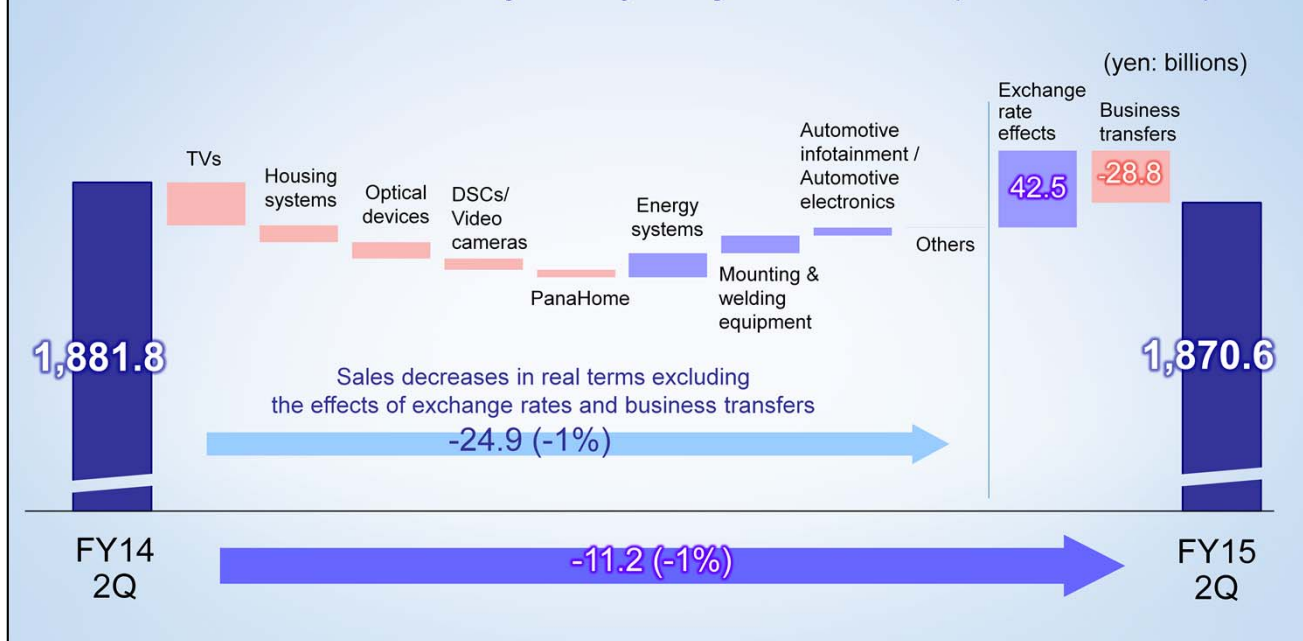 (yen: billions)
Exchange
rate
effects
Business
transfers
TVs
Housing
systems
Optical
devices
DSCs/
Video
cameras
PanaHome
Energy
systems
Mounting &
welding
equipment
Automotive
infotainment /
Automotive
electronics
Others
42.5
-28.8
1,881.8
1,870.6
Sales decreases in real terms excluding
the effects of exchange rates and business transfers
-24.9 (-1%)
FY14
2Q
-11.2 (-1%)
FY15
2Q